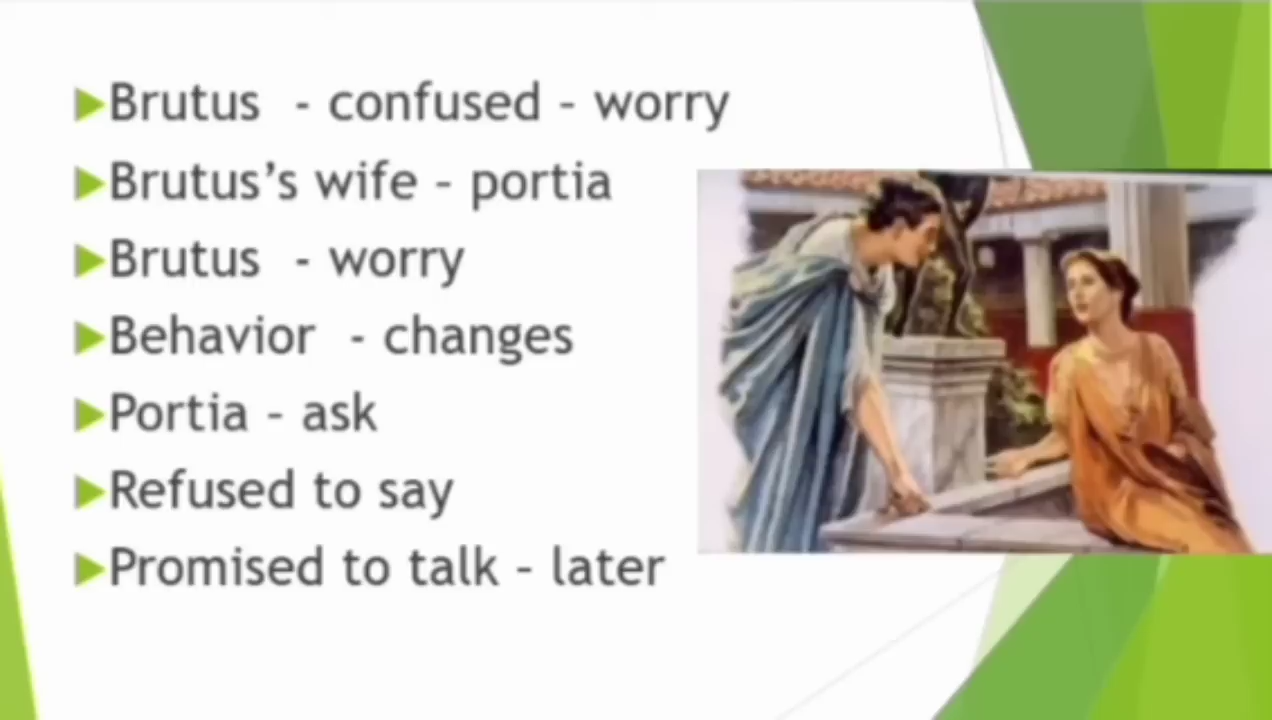 Brutus - confused – worry
Brutus's wife – portia
Brutus - worry
Behavior - changes
Portia – ask
Refused to say
Promised to talk – later